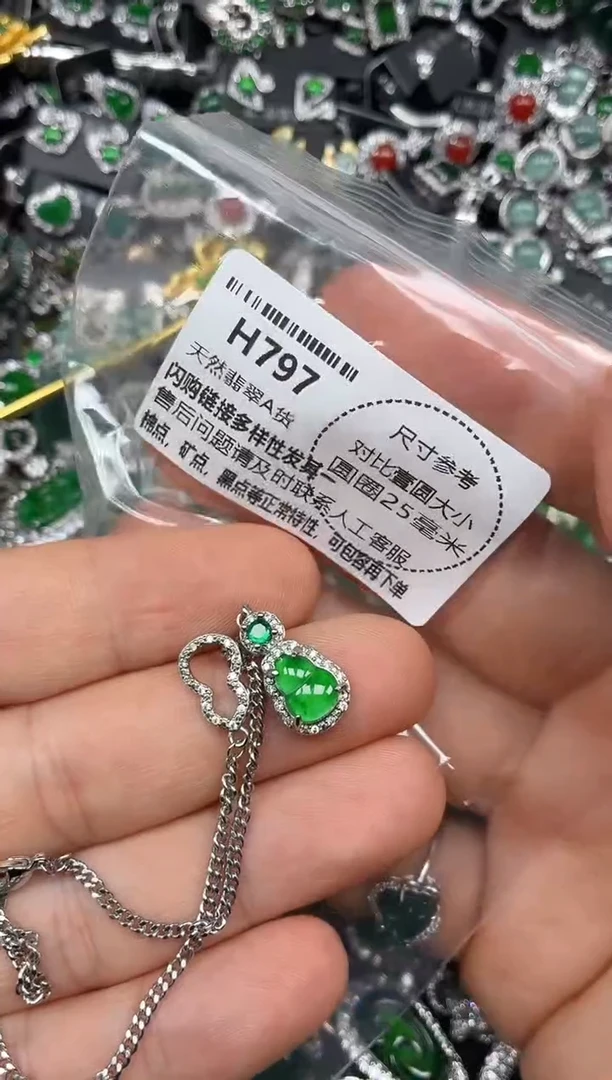 H797
天然翡翠A货
闪购链接多样性发其一
售后问题请及时联系人工客服
棉点，矿点，黑点等正常特性，可包容再下单
尺寸参考
对比壹圆大小
圆圈25毫米